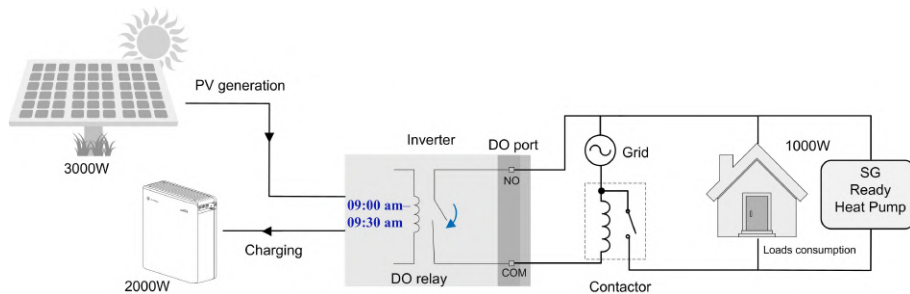 PV generation
3000W
Inverter
DO port
NO
Grid
1000W
SG
Ready
Heat Pump
09:00 am
09:30 am
Charging
DO relay
COM
Contactor
Loads consumption
2000W